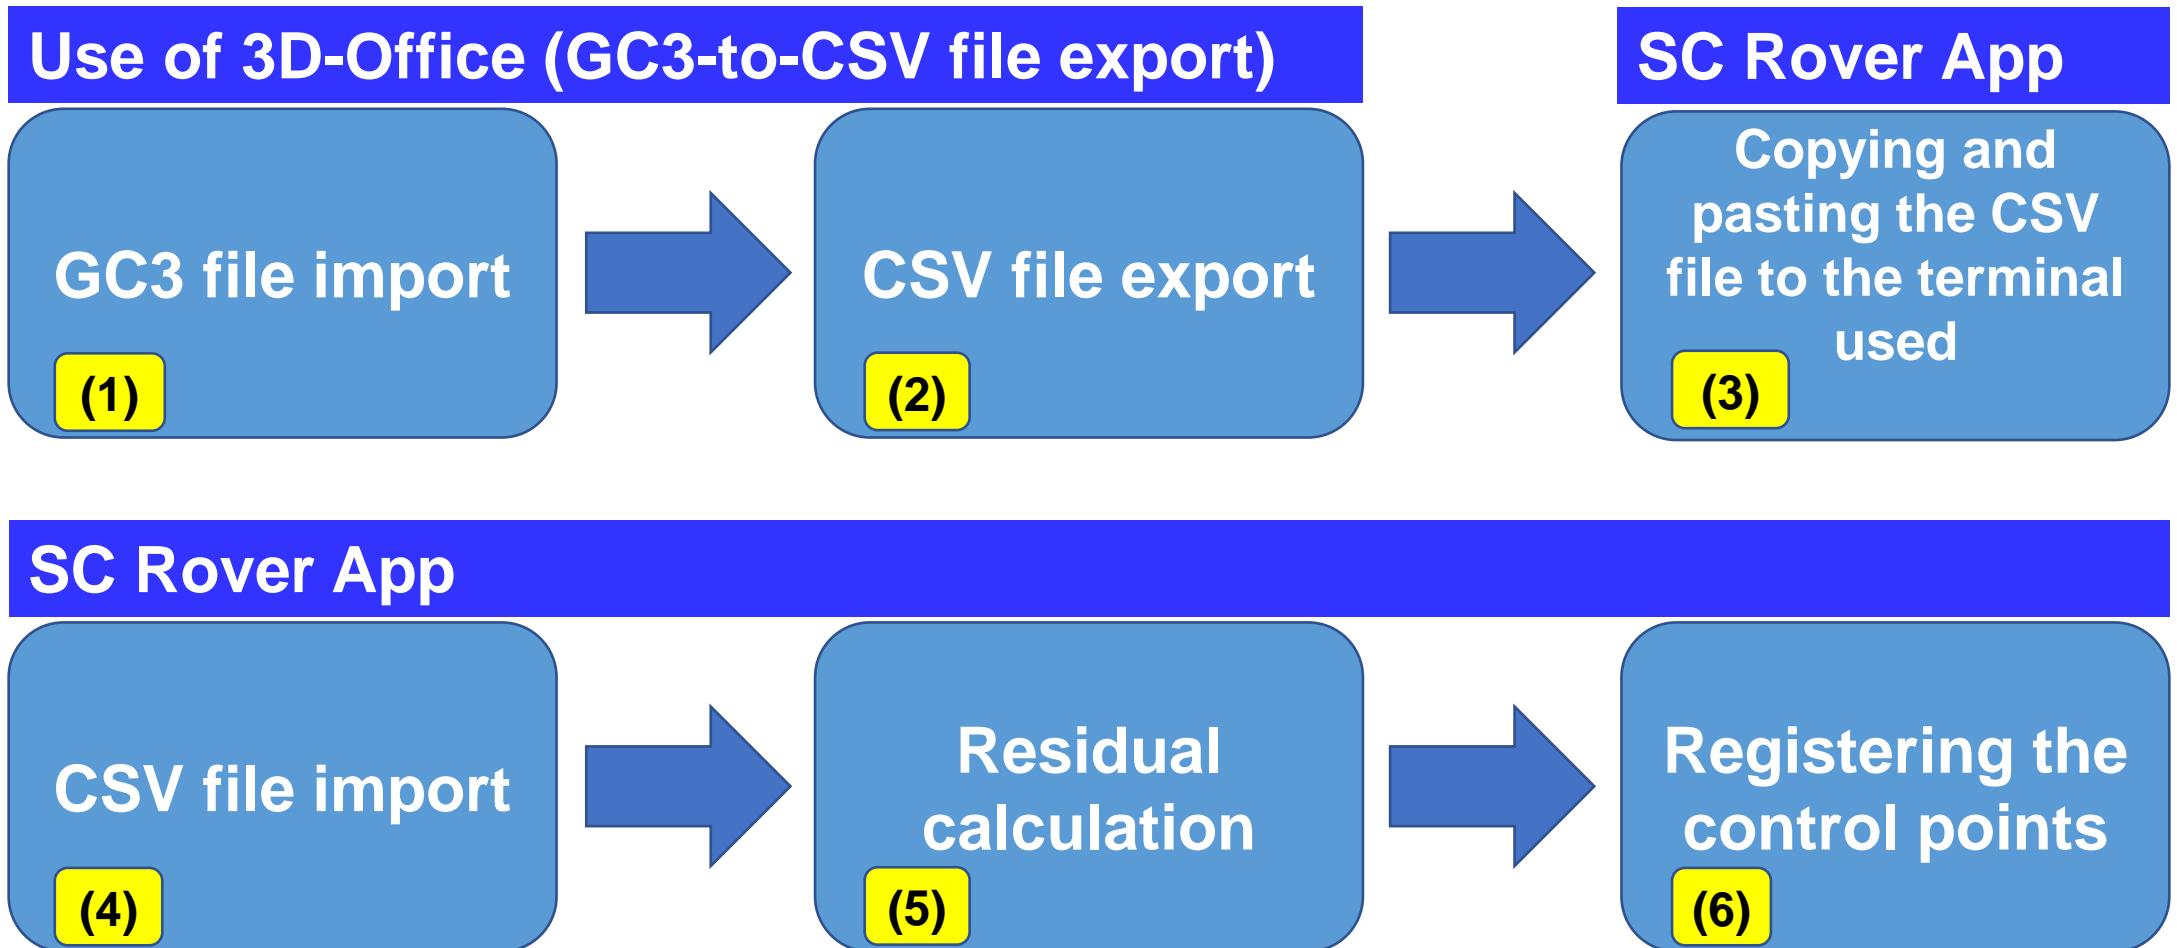 Use of 3D-Office (GC3-to-CSV file export)
SC Rover App
GC3 file import
(1)
CSV file export
(2)
Copying and
pasting the CSV
file to the terminal
used
(3)
SC Rover App
CSV file import
(4)
Residual
calculation
(5)
Registering the
control points
(6)